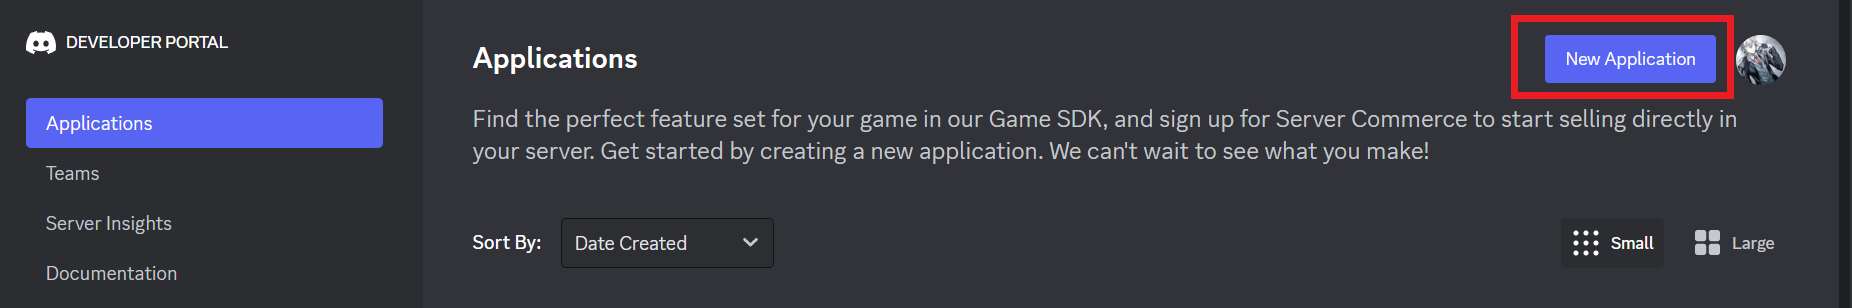 DEVELOPER PORTAL
Applications
Teams
Server Insights
Documentation
Applications
New Application
Find the perfect feature set for your game in our Game SDK, and sign up for Server Commerce to start selling directly in
your server. Get started by creating a new application. We can't wait to see what you make!
Sort By:
Date Created
Small
Large